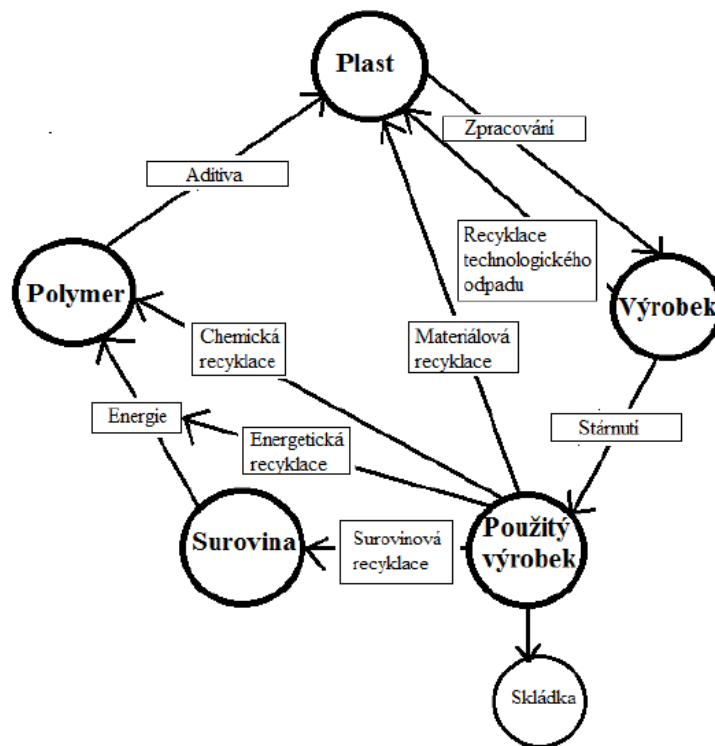 Plast
Zpracování
Aditiva
Recyklace
technologického
odpadu
Polymer
Výrobek
Chemická
recyklace
Materiálová
recyklace
Energie
Energetická
recyklace
Stárnutí
Surovina
Surovinová
recyklace
Použitý
výrobek
Skládka